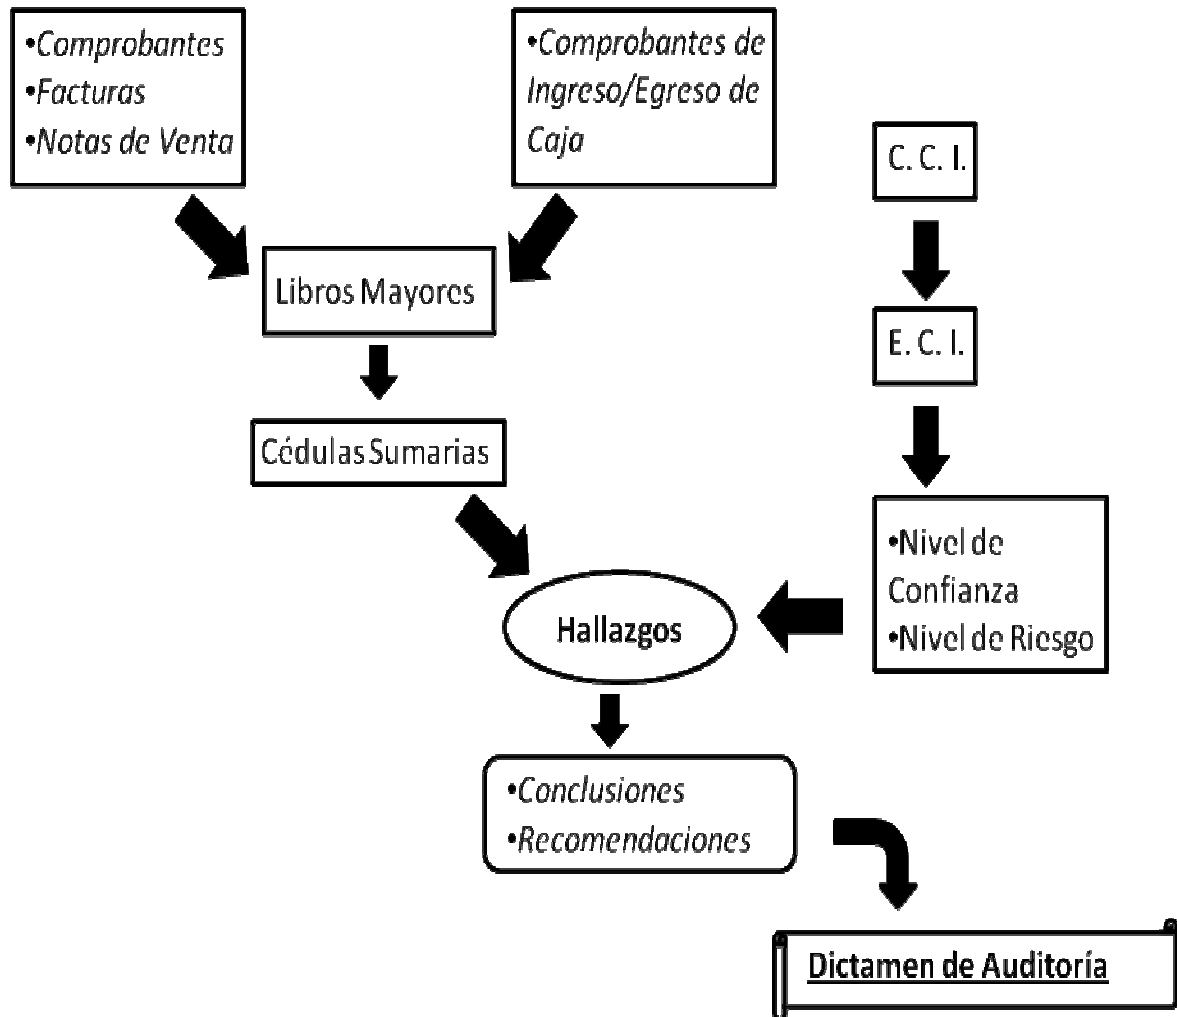 •Comprobantes
•Facturas
•Notas de Venta
•Comprobantes de
Ingreso/Egreso de
Caja
C. C. I.
Libros Mayores
E. C. I.
Cédulas Sumarias
•Nivel de
Confianza
•Nivel de Riesgo
Hallazgos
•Conclusiones
•Recomendaciones
Dictamen de Auditoría